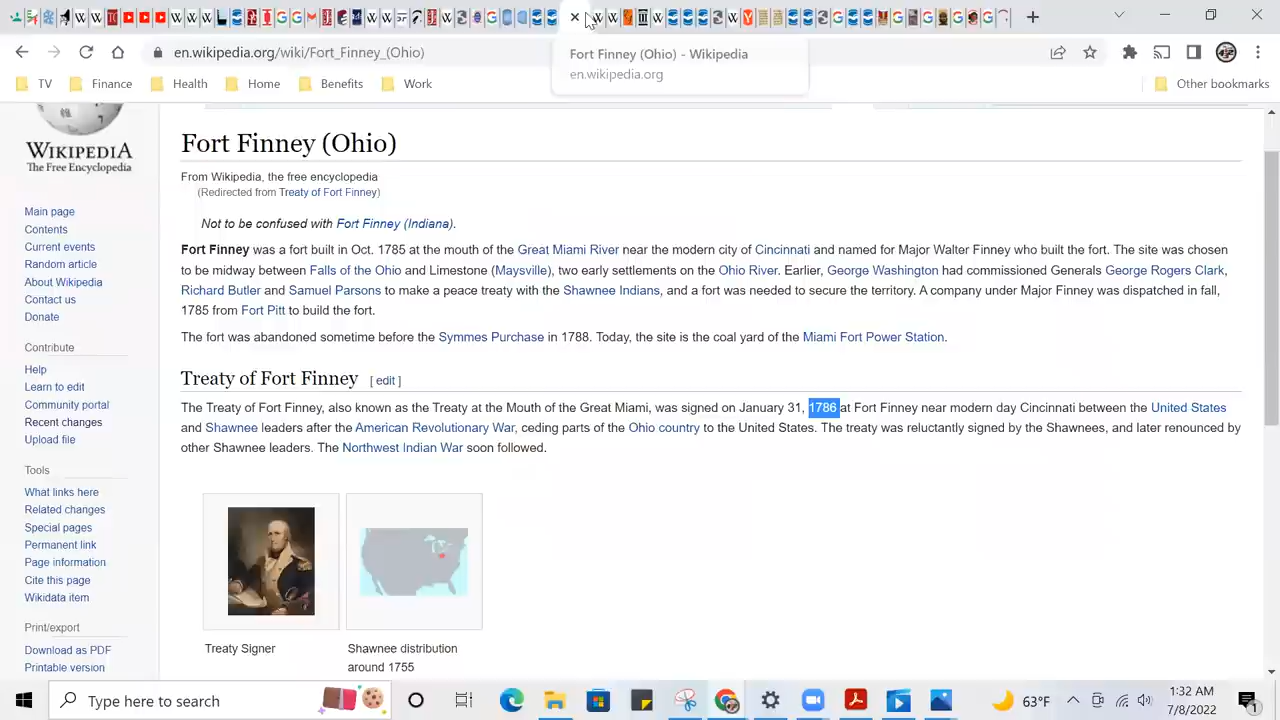 en.wikipedia.org/wiki/Fort_Finney_(Ohio)
Fort Finney (Ohio) - Wikipedia
en.wikipedia.org
TV
Finance
Health
Home
Benefits
Work
Other bookmarks
WIKIPEDIA
The Free Encyclopedia
Main page
Contents
Current events
Random article
About Wikipedia
Contact us
Donate
Contribute
Help
Learn to edit
Community portal
Recent changes
Upload file
Tools
What links here
Related changes
Special pages
Permanent link
Page information
Cite this page
Wikidata item
Print/export
Download as PDF
Printable version
Fort Finney (Ohio)
From Wikipedia, the free encyclopedia
(Redirected from Treaty of Fort Finney)
Not to be confused with Fort Finney (Indiana).
Fort Finney was a fort built in Oct. 1785 at the mouth of the Great Miami River near the modern city of Cincinnati and named for Major Walter Finney who built the fort. The site was chosen
to be midway between Falls of the Ohio and Limestone (Maysville), two early settlements on the Ohio River. Earlier, George Washington had commissioned Generals George Rogers Clark,
Richard Butler and Samuel Parsons to make a peace treaty with the Shawnee Indians, and a fort was needed to secure the territory. A company under Major Finney was dispatched in fall,
1785 from Fort Pitt to build the fort.
The fort was abandoned sometime before the Symmes Purchase in 1788. Today, the site is the coal yard of the Miami Fort Power Station.
Treaty of Fort Finney [ edit ]
The Treaty of Fort Finney, also known as the Treaty at the Mouth of the Great Miami, was signed on January 31, 1786 at Fort Finney near modern day Cincinnati between the United States
and Shawnee leaders after the American Revolutionary War, ceding parts of the Ohio country to the United States. The treaty was reluctantly signed by the Shawnees, and later renounced by
other Shawnee leaders. The Northwest Indian War soon followed.
Treaty Signer
Shawnee distribution
around 1755
Type here to search
63°F
1:32 AM
7/8/2022
1